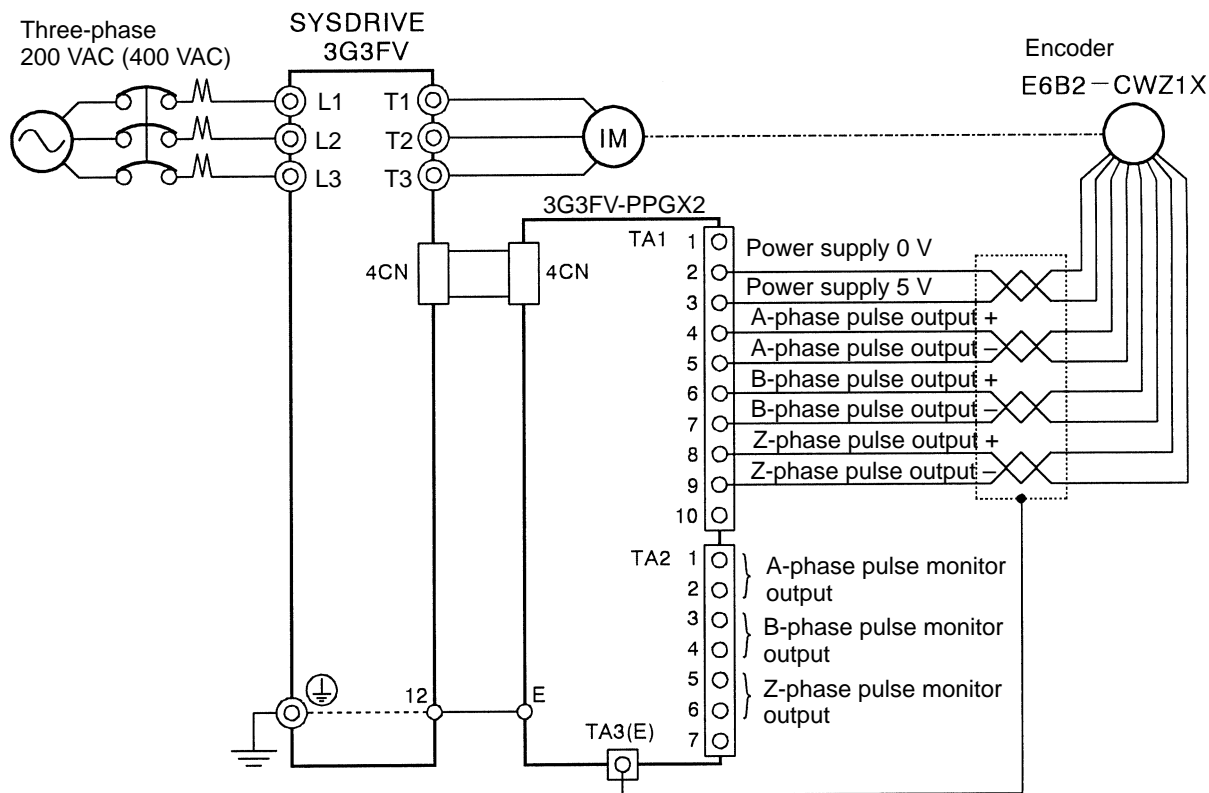 Three-phase
200 VAC (400 VAC)
SYSDRIVE
3G3FV
Encoder
E6B2-CWZ1X
L1
T1
L2
T2
IM
L3
T3
3G3FV-PPGX2
TA1
1
Power supply 0 V
2
4CN
4CN
Power supply 5 V
3
A-phase pulse output +
4
A-phase pulse output –
5
B-phase pulse output +
6
B-phase pulse output –
7
Z-phase pulse output +
8
Z-phase pulse output –
9
10
TA2
1
A-phase pulse monitor
output
2
3
B-phase pulse monitor
output
4
5
Z-phase pulse monitor
output
6
7
12
E
TA3(E)